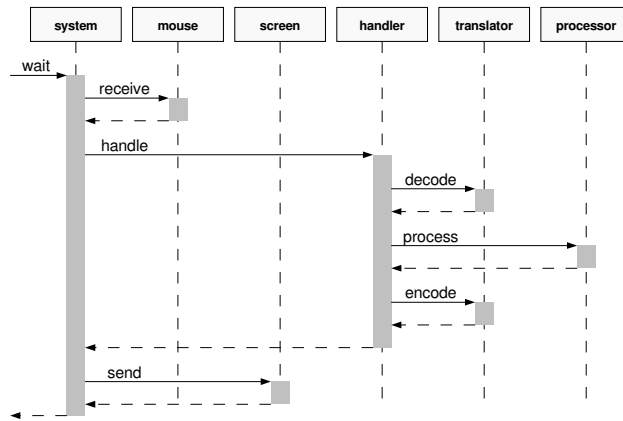 system mouse screen handler translator processor
wait
receive
handle
decode
process
encode
send